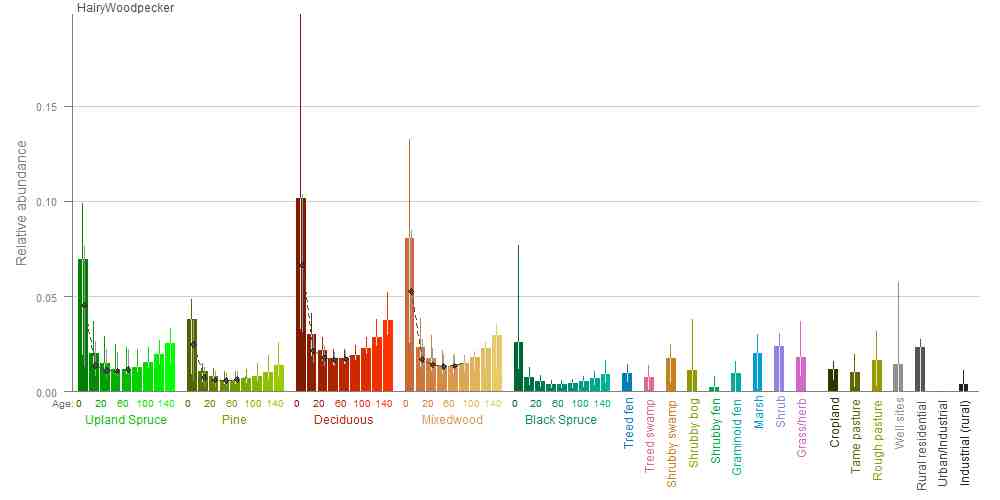 HairyWoodpecker
Relative abundance
0.15
0.10
0.05
0.00
Age: 0 20 60 100 140 0 20 60 100 140 0 20 60 100 140 0 20 60 100 140 0 20 60 100 140
Upland Spruce Pine Deciduous Mixedwood Black Spruce
Treed fen
Treed swamp
Shrubby swamp
Shrubby bog
Shrubby fen
Graminoid fen
Marsh
Shrub
Grass/herb
Cropland
Tame pasture
Rough pasture
Well sites
Rural residential
Urban/Industrial
Industrial (rural)